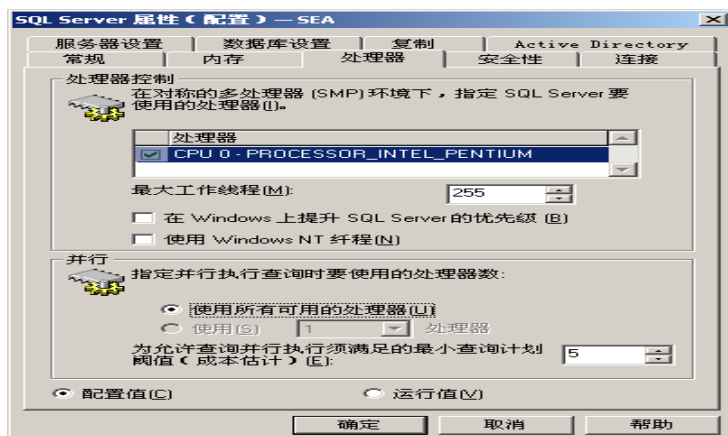 SQL Server 属性(配置) — SEA
服务器设置 数据库设置 复制 Active Directory
常规 内存 处理器 安全性 连接
处理器控制
在对称的多处理器 (SMP)环境下，指定 SQL Server 要
使用的处理器(I)。
处理器
CPU 0 - PROCESSOR_INTEL_PENTIUM
最大工作线程(M): 255
在 Windows 上提升 SQL Server 的优先级 (B)
使用 Windows NT 纤程(N)
并行
指定并行执行查询时要使用的处理器数:
使用所有可用的处理器(U)
使用(S) 1 处理器
为允许查询并行执行须满足的最小查询计划
阈值(成本估计)(E): 5
配置值(C) 运行值(V)
确定 取消 帮助